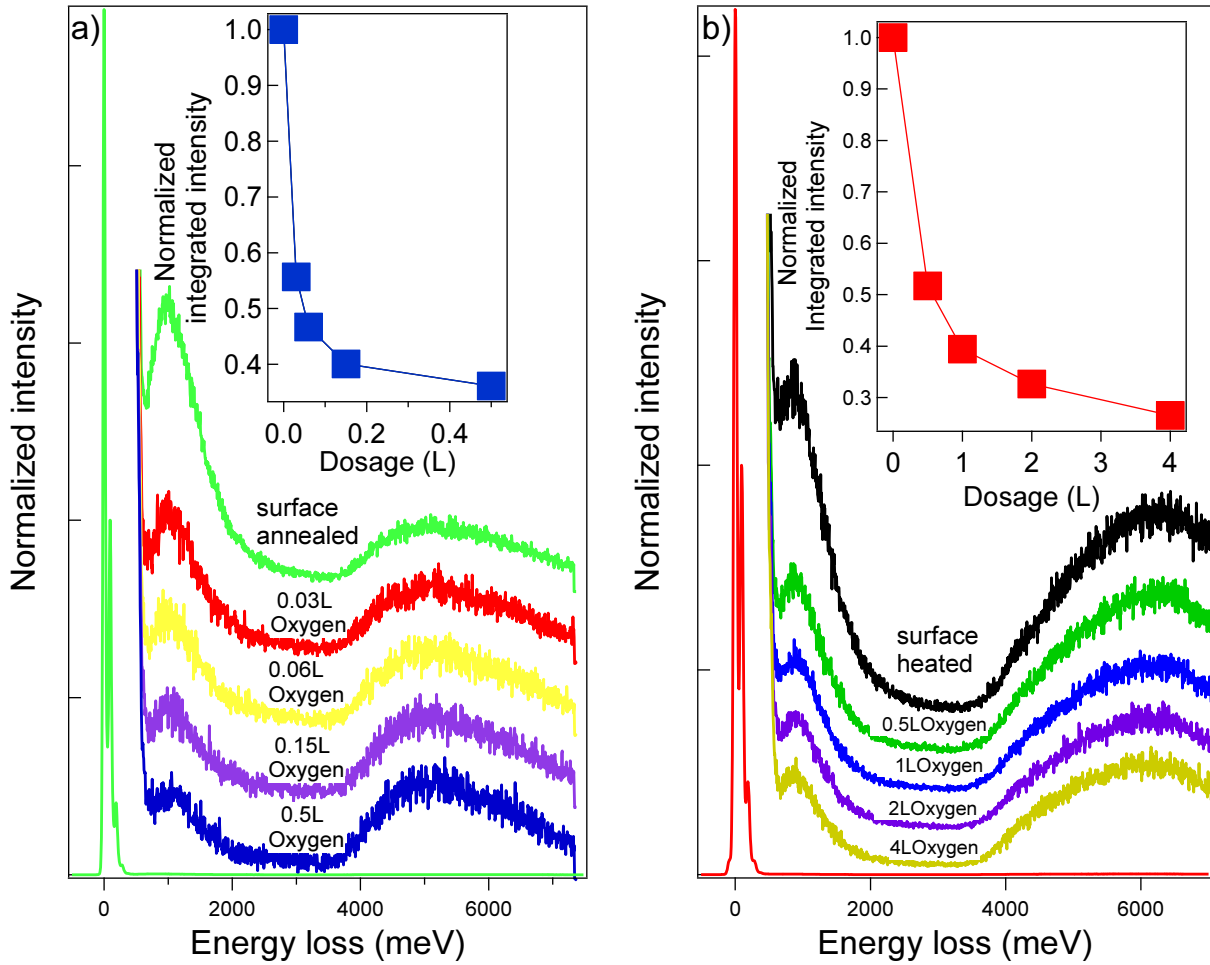 a)
Normalized
integrated intensity
1.0
0.9
0.8
0.7
0.6
0.5
0.4
0.0
0.2
0.4
Dosage (L)
surface
annealed
0.03L
Oxygen
0.06L
Oxygen
0.15L
Oxygen
0.5L
Oxygen
Normalized intensity
0
2000
4000
6000
Energy loss (meV)
b)
Normalized
Integrated intensity
1.0
0.9
0.8
0.7
0.6
0.5
0.4
0.3
0
1
2
3
4
Dosage (L)
surface
heated
0.5LOxygen
1LOxygen
2LOxygen
4LOxygen
Normalized intensity
0
2000
4000
6000
Energy loss (meV)